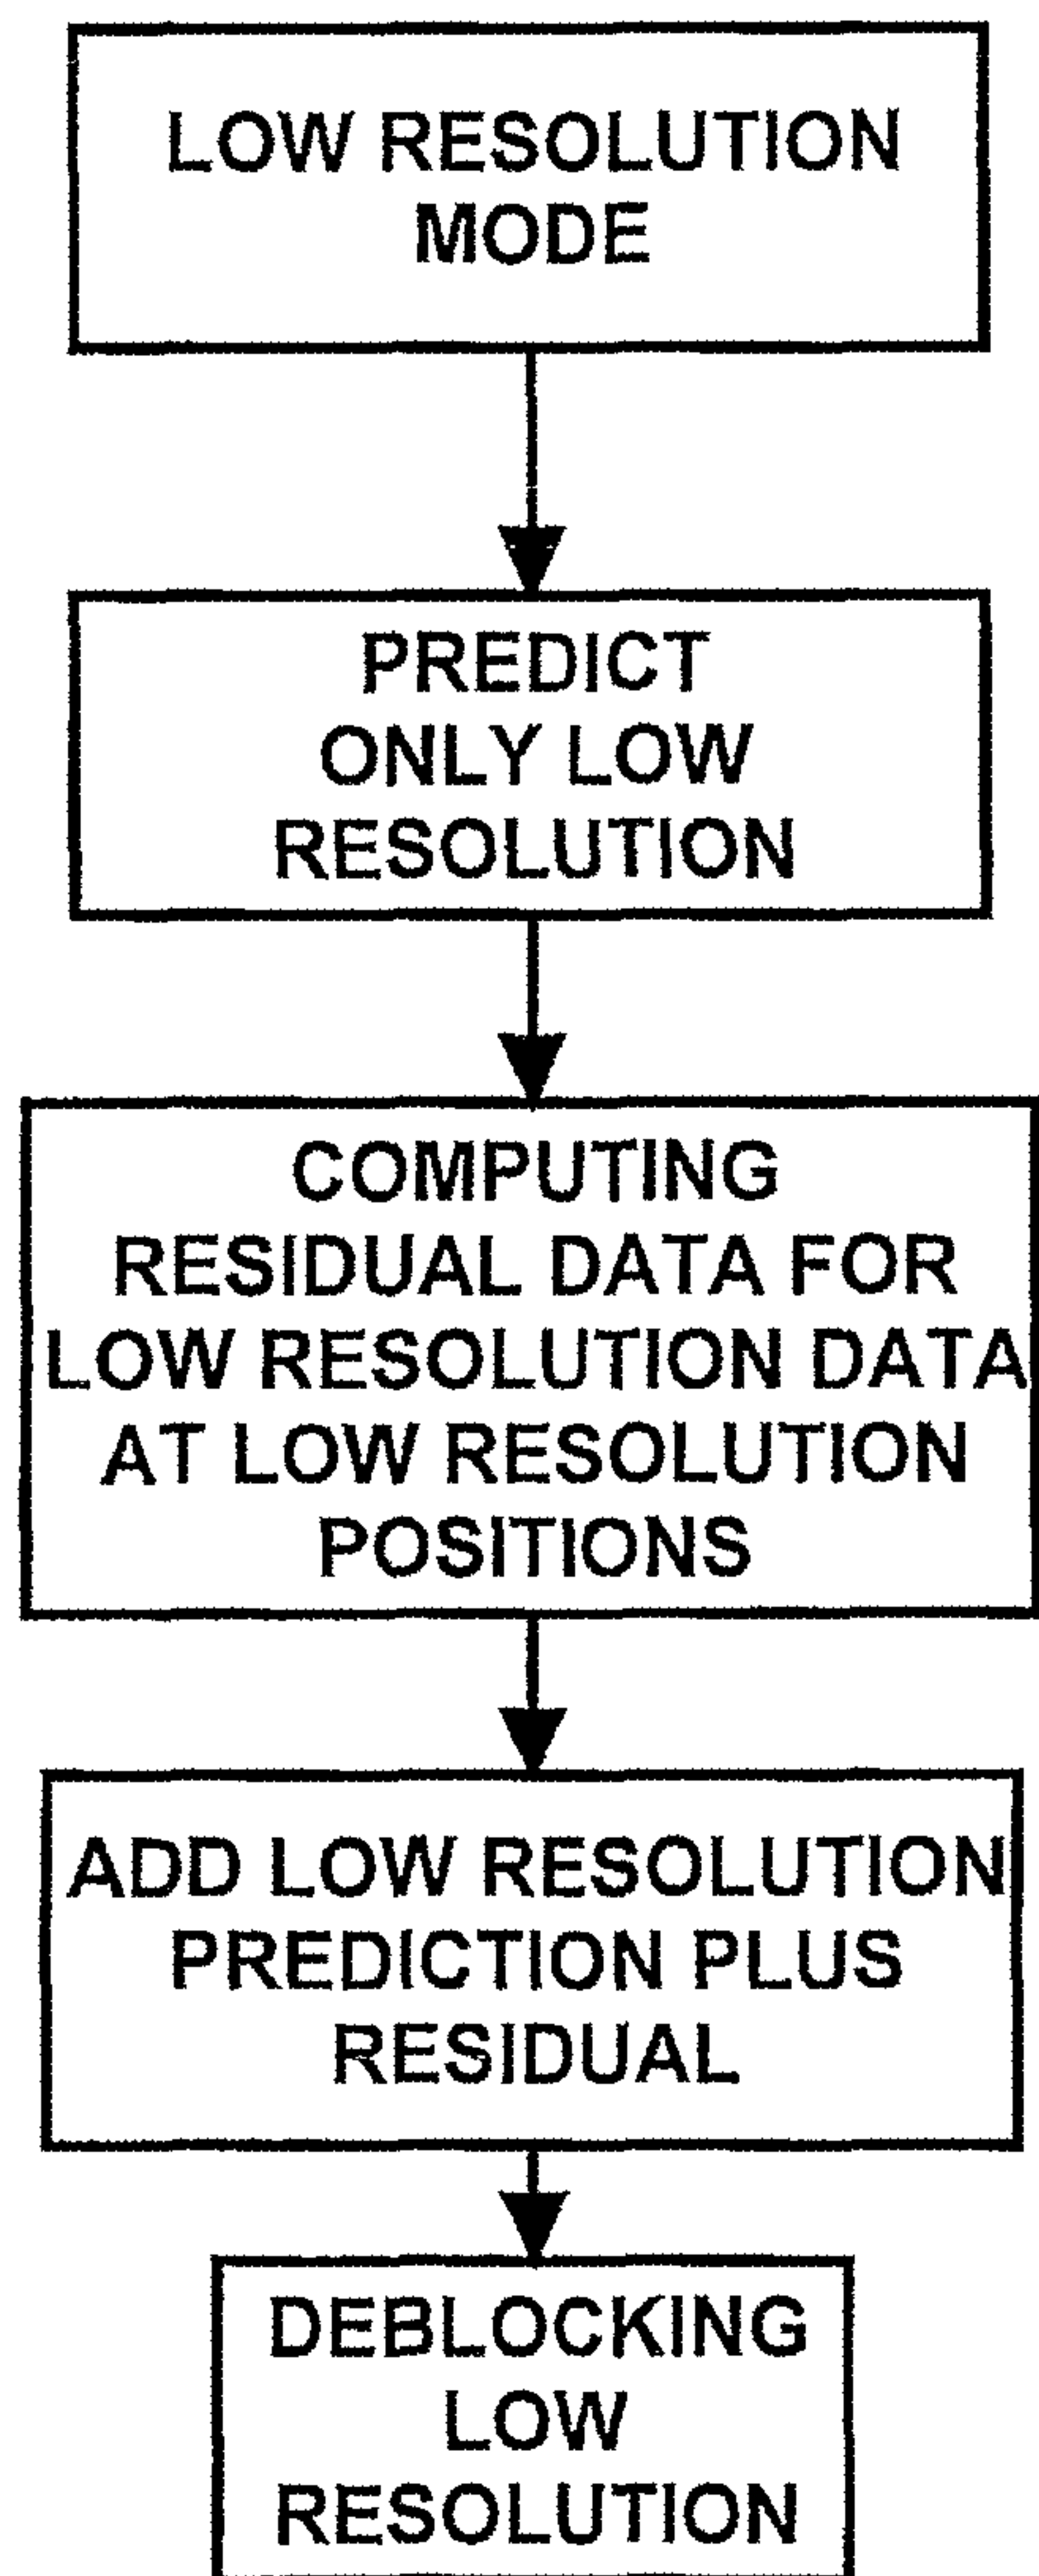 LOW RESOLUTION
MODE
PREDICT
ONLY LOW
RESOLUTION
COMPUTING
RESIDUAL DATA FOR
LOW RESOLUTION DATA
AT LOW RESOLUTION
POSITIONS
ADD LOW RESOLUTION
PREDICTION PLUS
RESIDUAL
DEBLOCKING
LOW
RESOLUTION